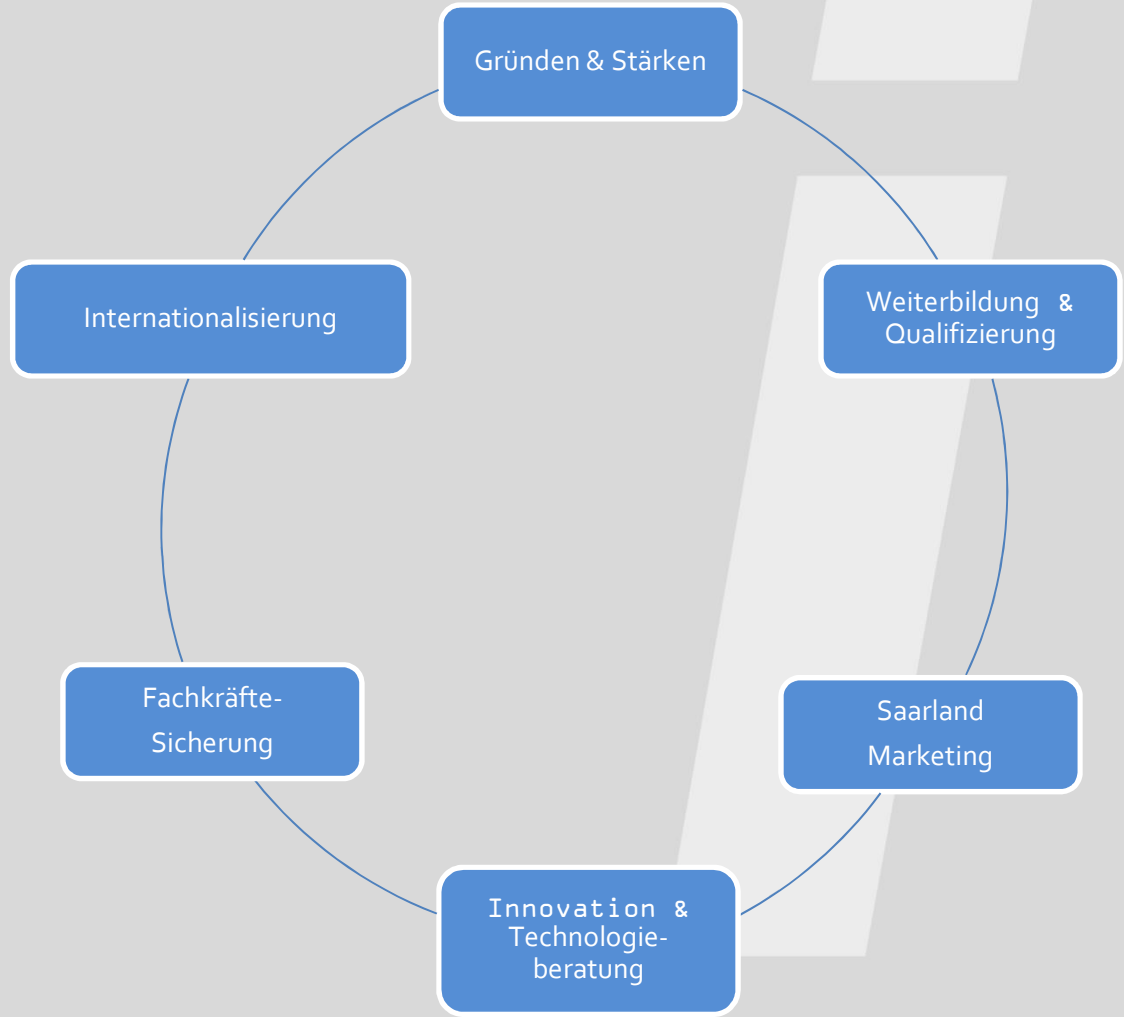 Gründen & Stärken
Internationalisierung
Weiterbildung &
Qualifizierung
Fachkräfte-
Sicherung
Saarland
Marketing
Innovation &
Technologie-
beratung